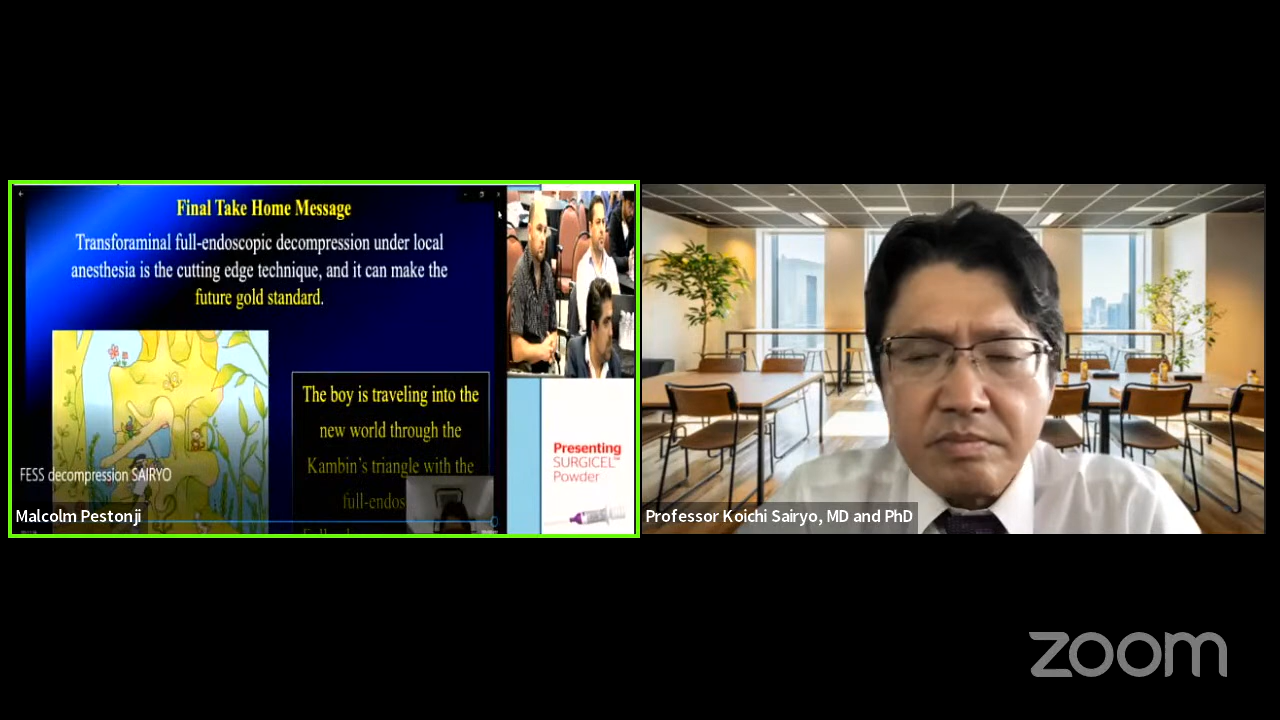 Final Take Home Message
Transforaminal full-endoscopic decompression under local
anesthesia is the cutting edge technique, and it can make the
future gold standard.
The boy is traveling into the
new world through the
Kambin's triangle with the
full-endos
FESS decompression SAIRYO
Malcolm Pestonji
Presenting
SURGICEL™
Powder
Professor Koichi Sairyo, MD and PhD
zoom